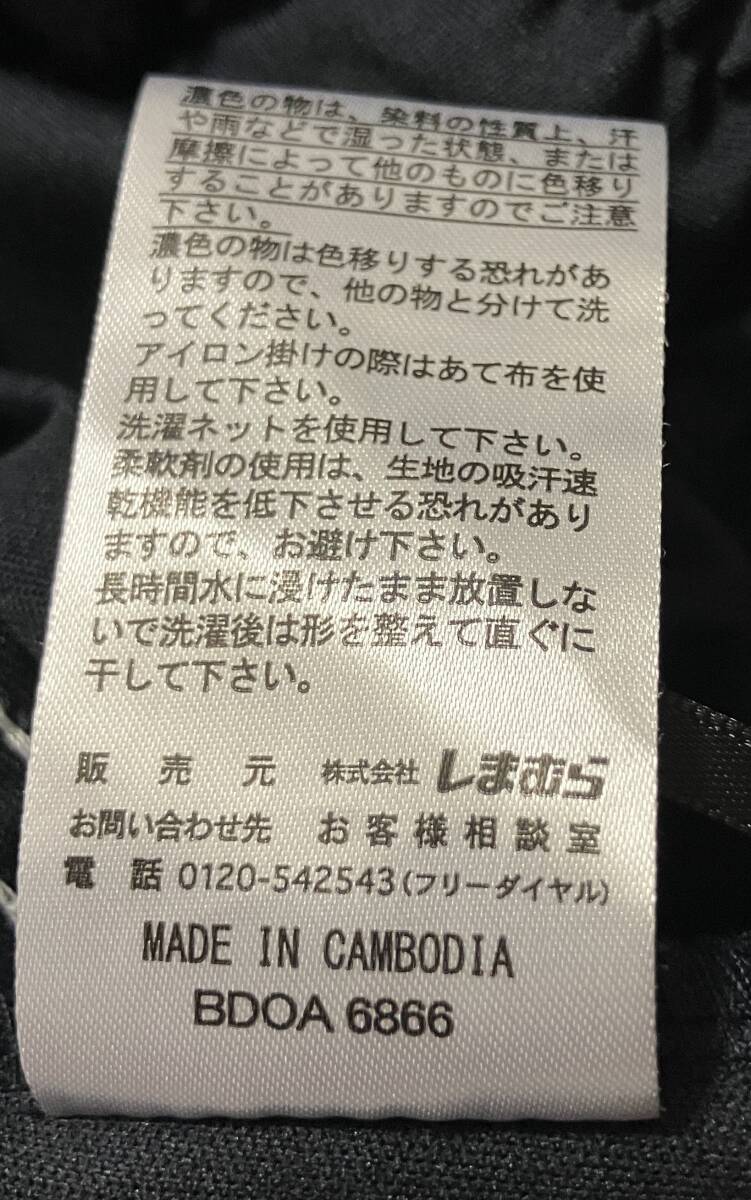 濃色の物は、染料の性質上、汗
や雨などで湿った状態、または
摩擦によって他のものに色移り
することがありますのでご注意
下さい。
濃色の物は色移りする恐れがあ
りますので、他の物と分けて洗
ってください。
アイロン掛けの際はあて布を使
用して下さい。
洗濯ネットを使用して下さい。
柔軟剤の使用は、生地の吸汗速
乾機能を低下させる恐れがあり
ますので、お避け下さい。
長時間水に浸けたまま放置しな
いで洗濯後は形を整えて直ぐに
干して下さい。
販売元 株式会社 しまむら
お問い合わせ先 お客様相談室
電話 0120-542543(フリーダイヤル)
MADE IN CAMBODIA
BDOA 6866